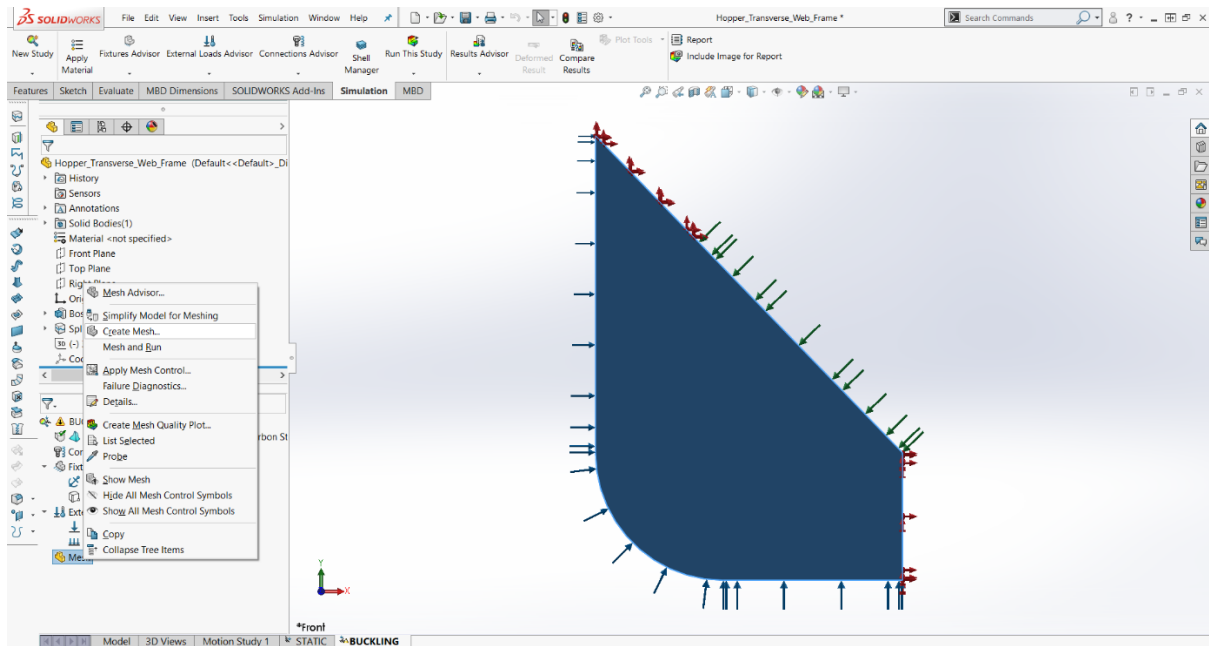 SOLIDWORKS File Edit View Insert Tools Simulation Window Help Hopper_Transverse_Web_Frame * Search Commands ?
New Study Apply Material Fixtures Advisor External Loads Advisor Connections Advisor Shell Manager Run This Study Results Advisor Deformed Result Compare Results Plot Tools Report
Include Image for Report
Features Sketch Evaluate MBD Dimensions SOLIDWORKS Add-Ins Simulation MBD
Hopper_Transverse_Web_Frame (Default<<Default>_Di
History
Sensors
Annotations
Solid Bodies(1)
Material <not specified>
Front Plane
Top Plane
Mesh Advisor...
Simplify Model for Meshing
Create Mesh...
Mesh and Run
Apply Mesh Control...
Failure Diagnostics...
Details...
Create Mesh Quality Plot...
List Selected
Probe
Show Mesh
Hide All Mesh Control Symbols
Show All Mesh Control Symbols
Copy
Collapse Tree Items
rbon St
Y
X
*Front
Model 3D Views Motion Study 1 STATIC BUCKLING